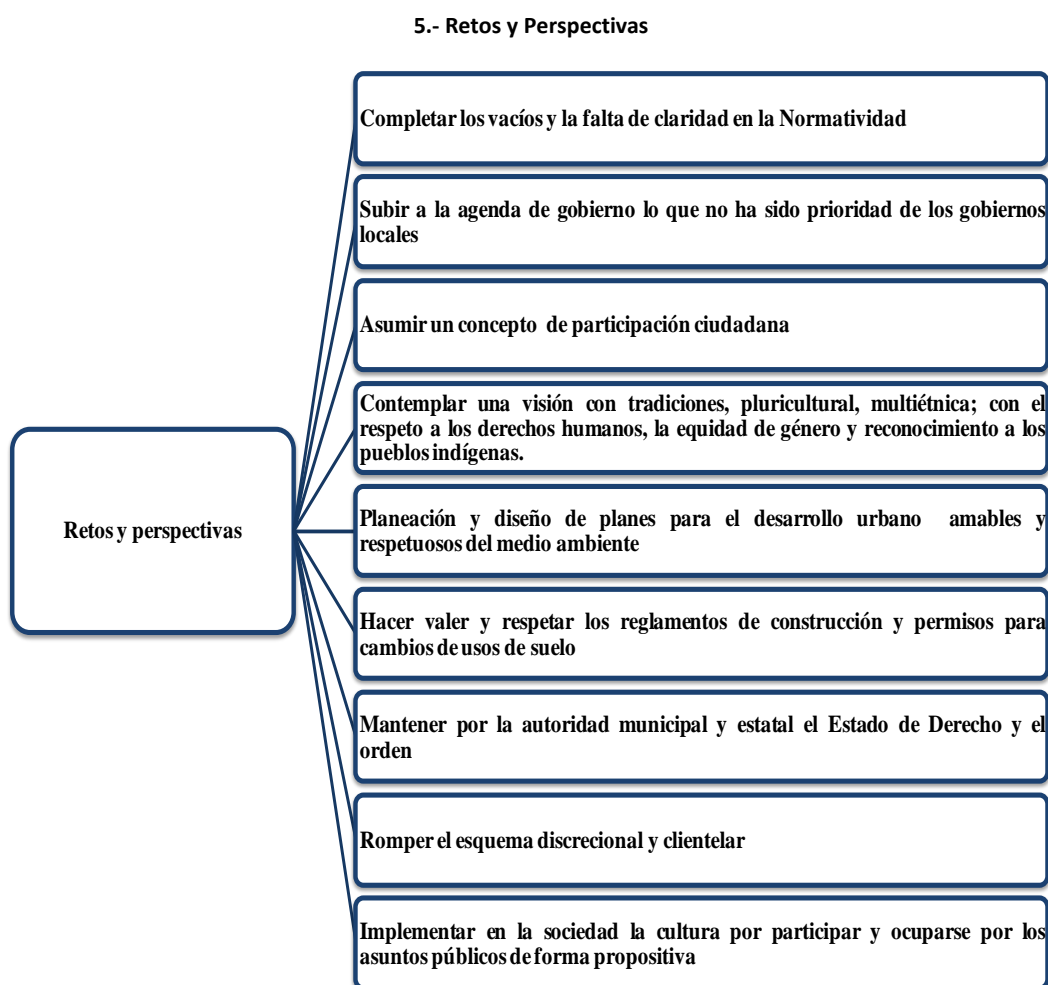 5.- Retos y Perspectivas
Completar los vacíos y la falta de claridad en la Normatividad
Subir a la agenda de gobierno lo que no ha sido prioridad de los gobiernos
locales
Asumir un concepto de participación ciudadana
Contemplar una visión con tradiciones, pluricultural, multiétnica; con el
respeto a los derechos humanos, la equidad de género y reconocimiento a los
pueblos indígenas.
Retos y perspectivas
Planeación y diseño de planes para el desarrollo urbano amables y
respetuosos del medio ambiente
Hacer valer y respetar los reglamentos de construcción y permisos para
cambios de usos de suelo
Mantener por la autoridad municipal y estatal el Estado de Derecho y el
orden
Romper el esquema discrecional y clientelar
Implementar en la sociedad la cultura por participar y ocuparse por los
asuntos públicos de forma propositiva